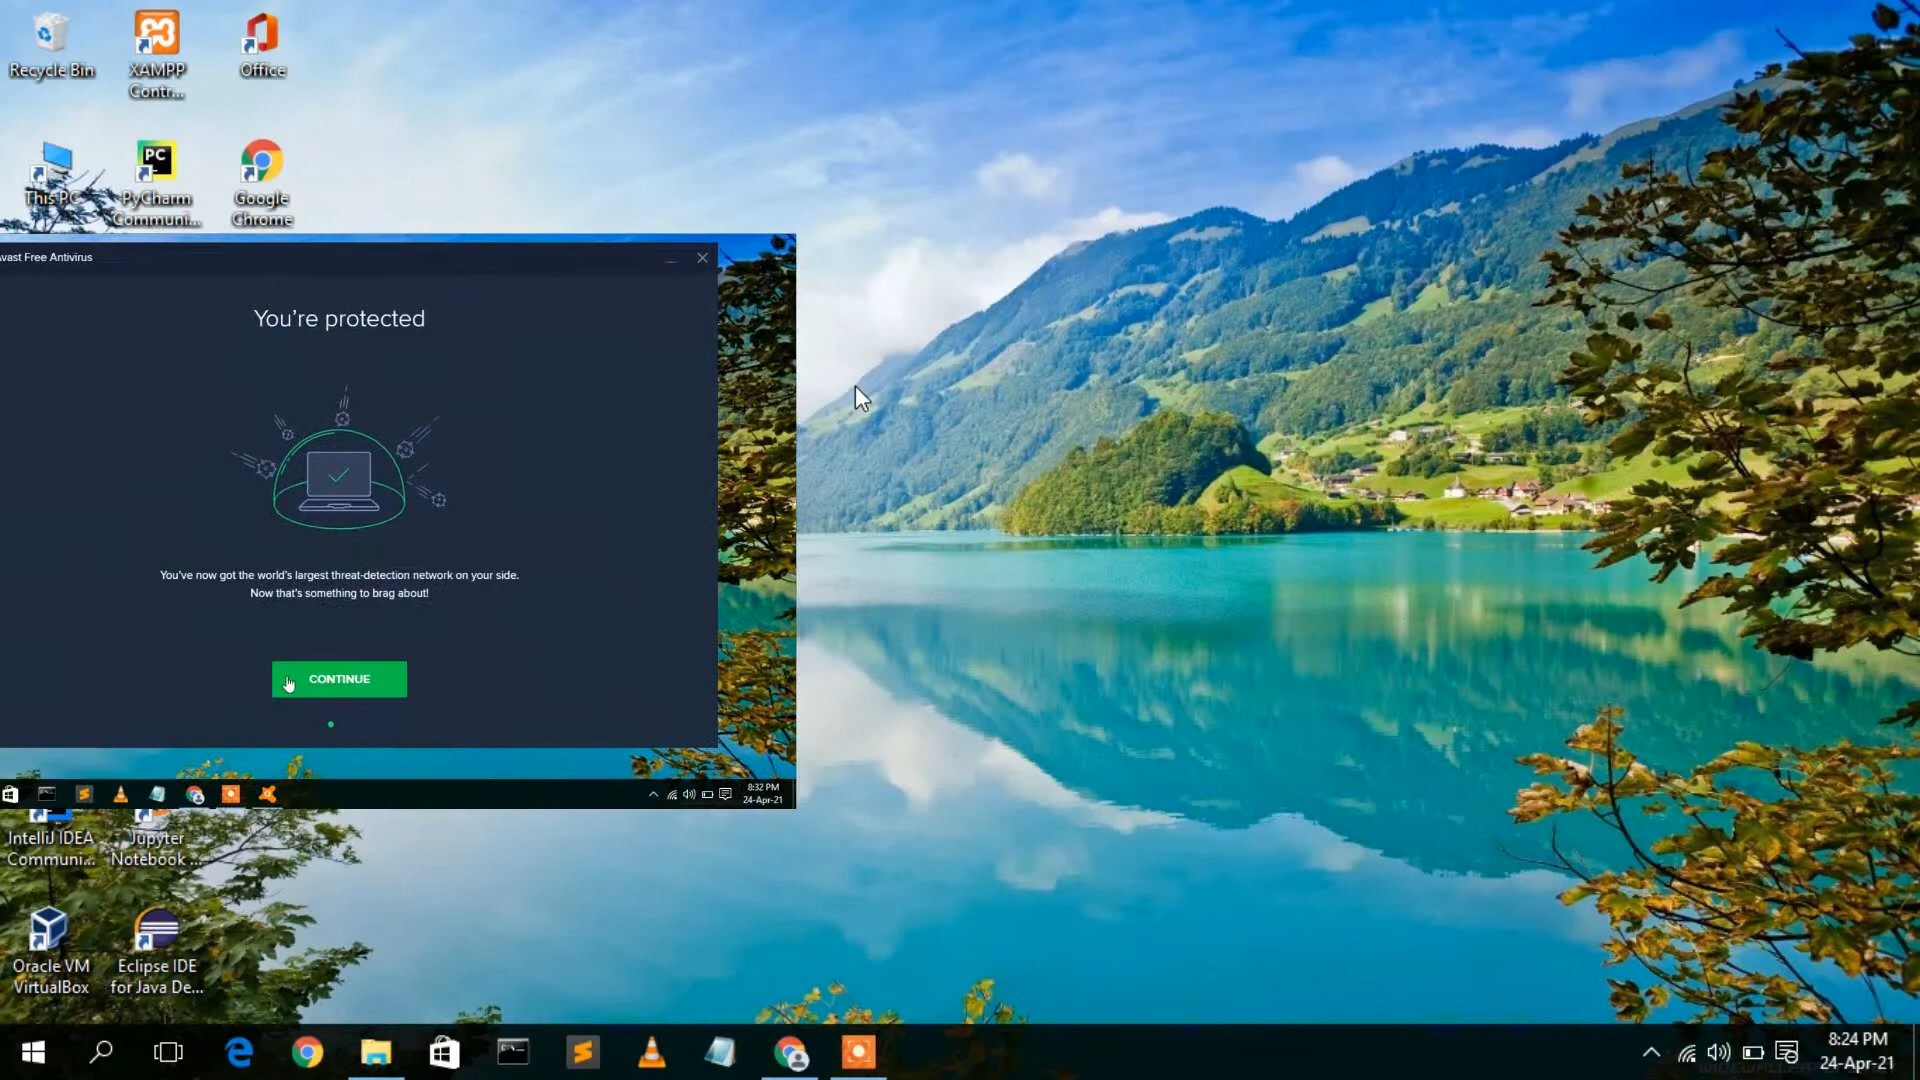 Recycle Bin
XAMPP
Contr...
Office
This PC
PyCharm
Communi...
Google
Chrome
vast Free Antivirus
You're protected
You've now got the world's largest threat-detection network on your side.
Now that's something to brag about!
CONTINUE
8:32 PM
24-Apr-21
IntelliJ IDEA
Communi...
Jupyter
Notebook ...
Oracle VM
VirtualBox
Eclipse IDE
for Java De...
8:24 PM
24-Apr-21